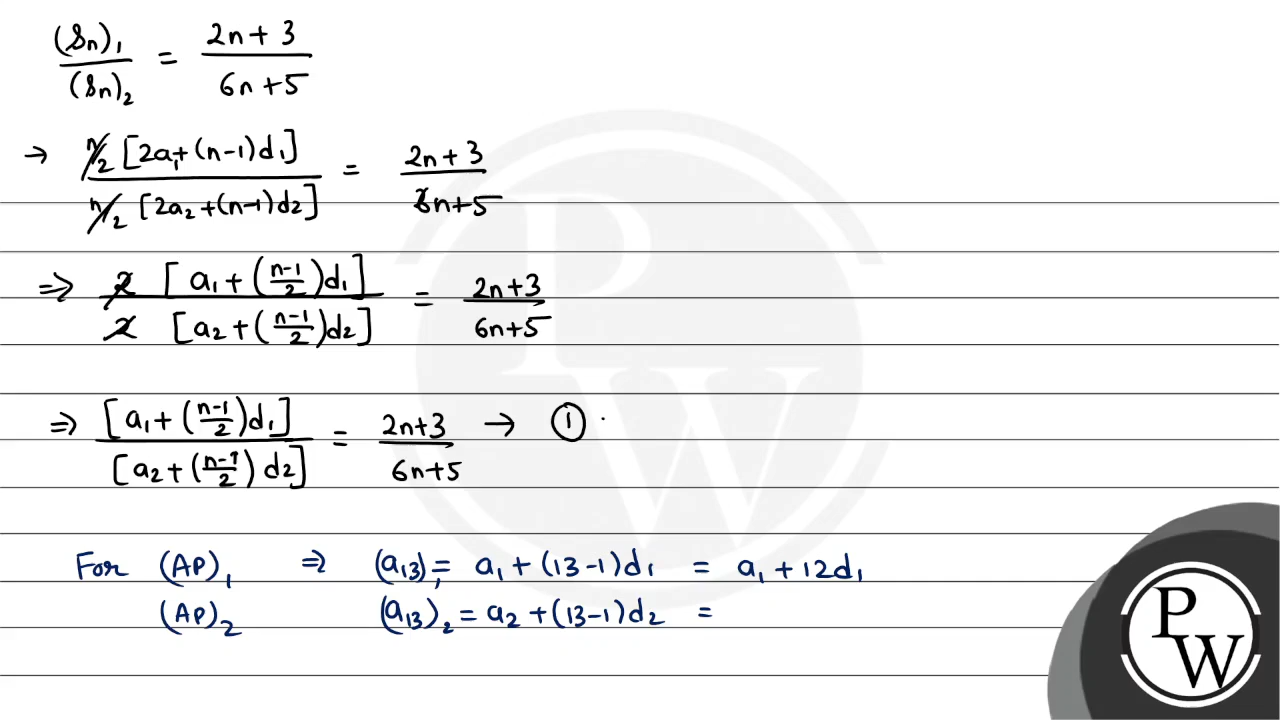 (Sn)₁ / (Sn)₂ = 2n+3 / 6n+5
→ n/2 [2a₁+(n-1)d₁] / n/2 [2a₂+(n-1)d₂] = 2n+3 / 6n+5
⇒ 2 [a₁+((n-1)/2)d₁] / 2 [a₂+((n-1)/2)d₂] = 2n+3 / 6n+5
⇒ [a₁+((n-1)/2)d₁] / [a₂+((n-1)/2)d₂] = 2n+3 / 6n+5 → ①
For (AP)₁ ⇒ (a₁₃)₁ = a₁+(13-1)d₁ = a₁+12d₁
(AP)₂ (a₁₃)₂ = a₂+(13-1)d₂ =
P
W
P
W